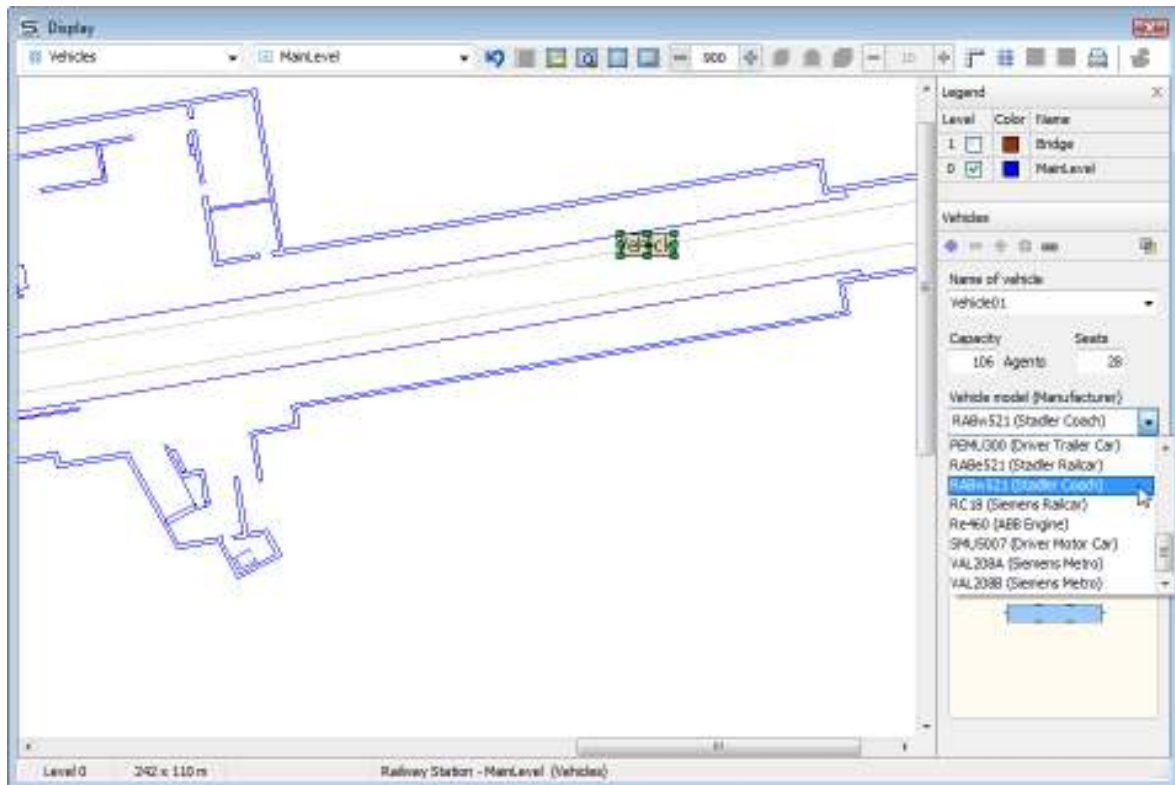 Display
Vehicles MainLevel 900 10
Legend
Level Color Name
1 Bridge
0 MainLevel
Vehicles
Name of vehicle
Vehicle01
Capacity Seats
106 Agents 28
Vehicle model (Manufacturer)
RABw521 (Stadler Coach)
PEMU300 (Driver Trailer Car)
RABe521 (Stadler Railcar)
RABw521 (Stadler Coach)
RC18 (Siemens Railcar)
Re460 (ABB Engine)
SMU5007 (Driver Motor Car)
VAL208A (Siemens Metro)
VAL208B (Siemens Metro)
Level 0 242 x 110 m Railway Station - MainLevel (Vehicles)